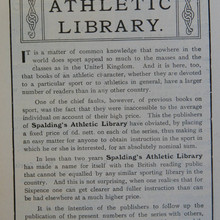 ATHLETIC
LIBRARY.
IT is a matter of common knowledge that nowhere in the
world does sport appeal so much to the masses and the
classes as in the United Kingdom. And it is here, too,
that books of an athletic character, whether they are devoted
to a particular sport or to athletics in general, have a larger
number of readers than in any other country.
One of the chief faults, however, of previous books on
sport, was the fact that they were inaccessible to the average
individual on account of their high price. This the publishers
of Spalding's Athletic Library have obviated, by placing
a fixed price of 6d. nett. on each of the series, thus making it
an easy matter for anyone to obtain instruction in the sport in
which he or she is interested, for an absolutely nominal sum.
In less than two years Spalding's Athletic Library
has made a name for itself with the British reading public
that cannot be equalled by any similar sporting library in the
country. And this is not surprising, when one realises that for
Sixpence one can get clearer and fuller instruction than can
be had elsewhere at a much higher price.
It is the intention of the publishers to follow up the
publication of the present numbers of the series with others,